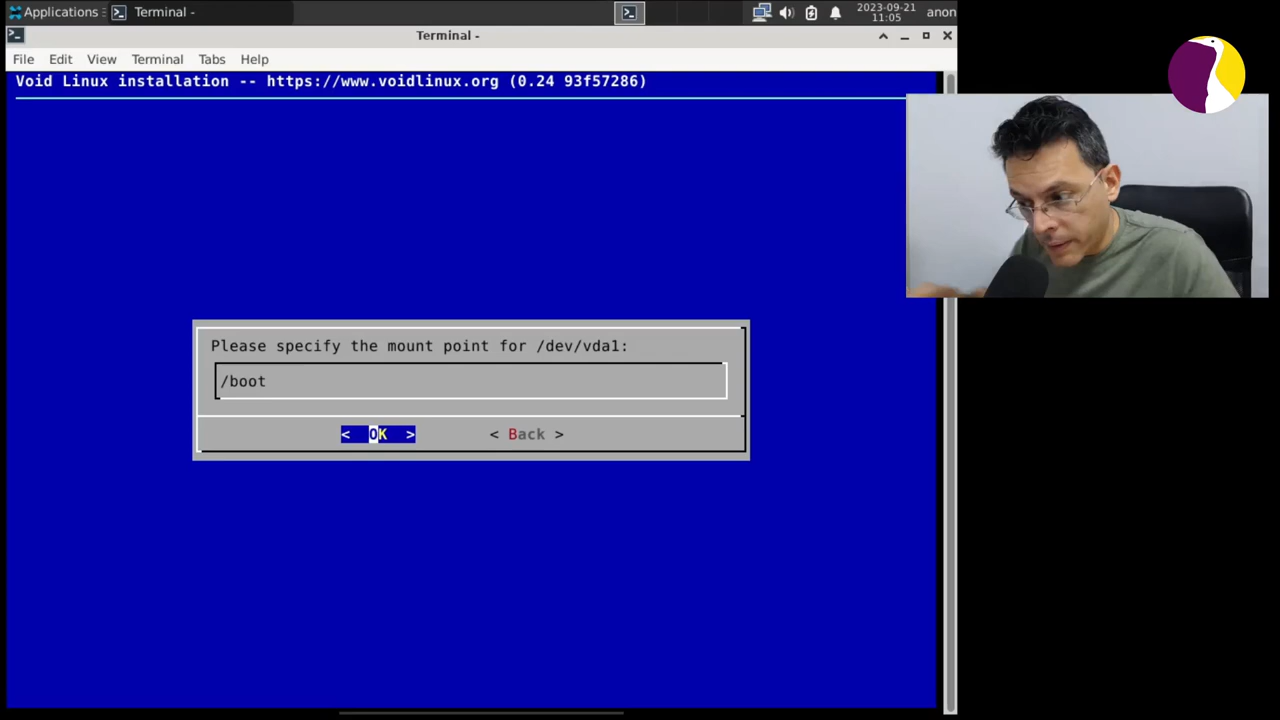 Applications
Terminal -
2023-09-21
11:05
anon
Terminal -
File Edit View Terminal Tabs Help
Void Linux installation -- https://www.voidlinux.org (0.24 93f57286)
Please specify the mount point for /dev/vda1:
/boot
< OK > < Back >